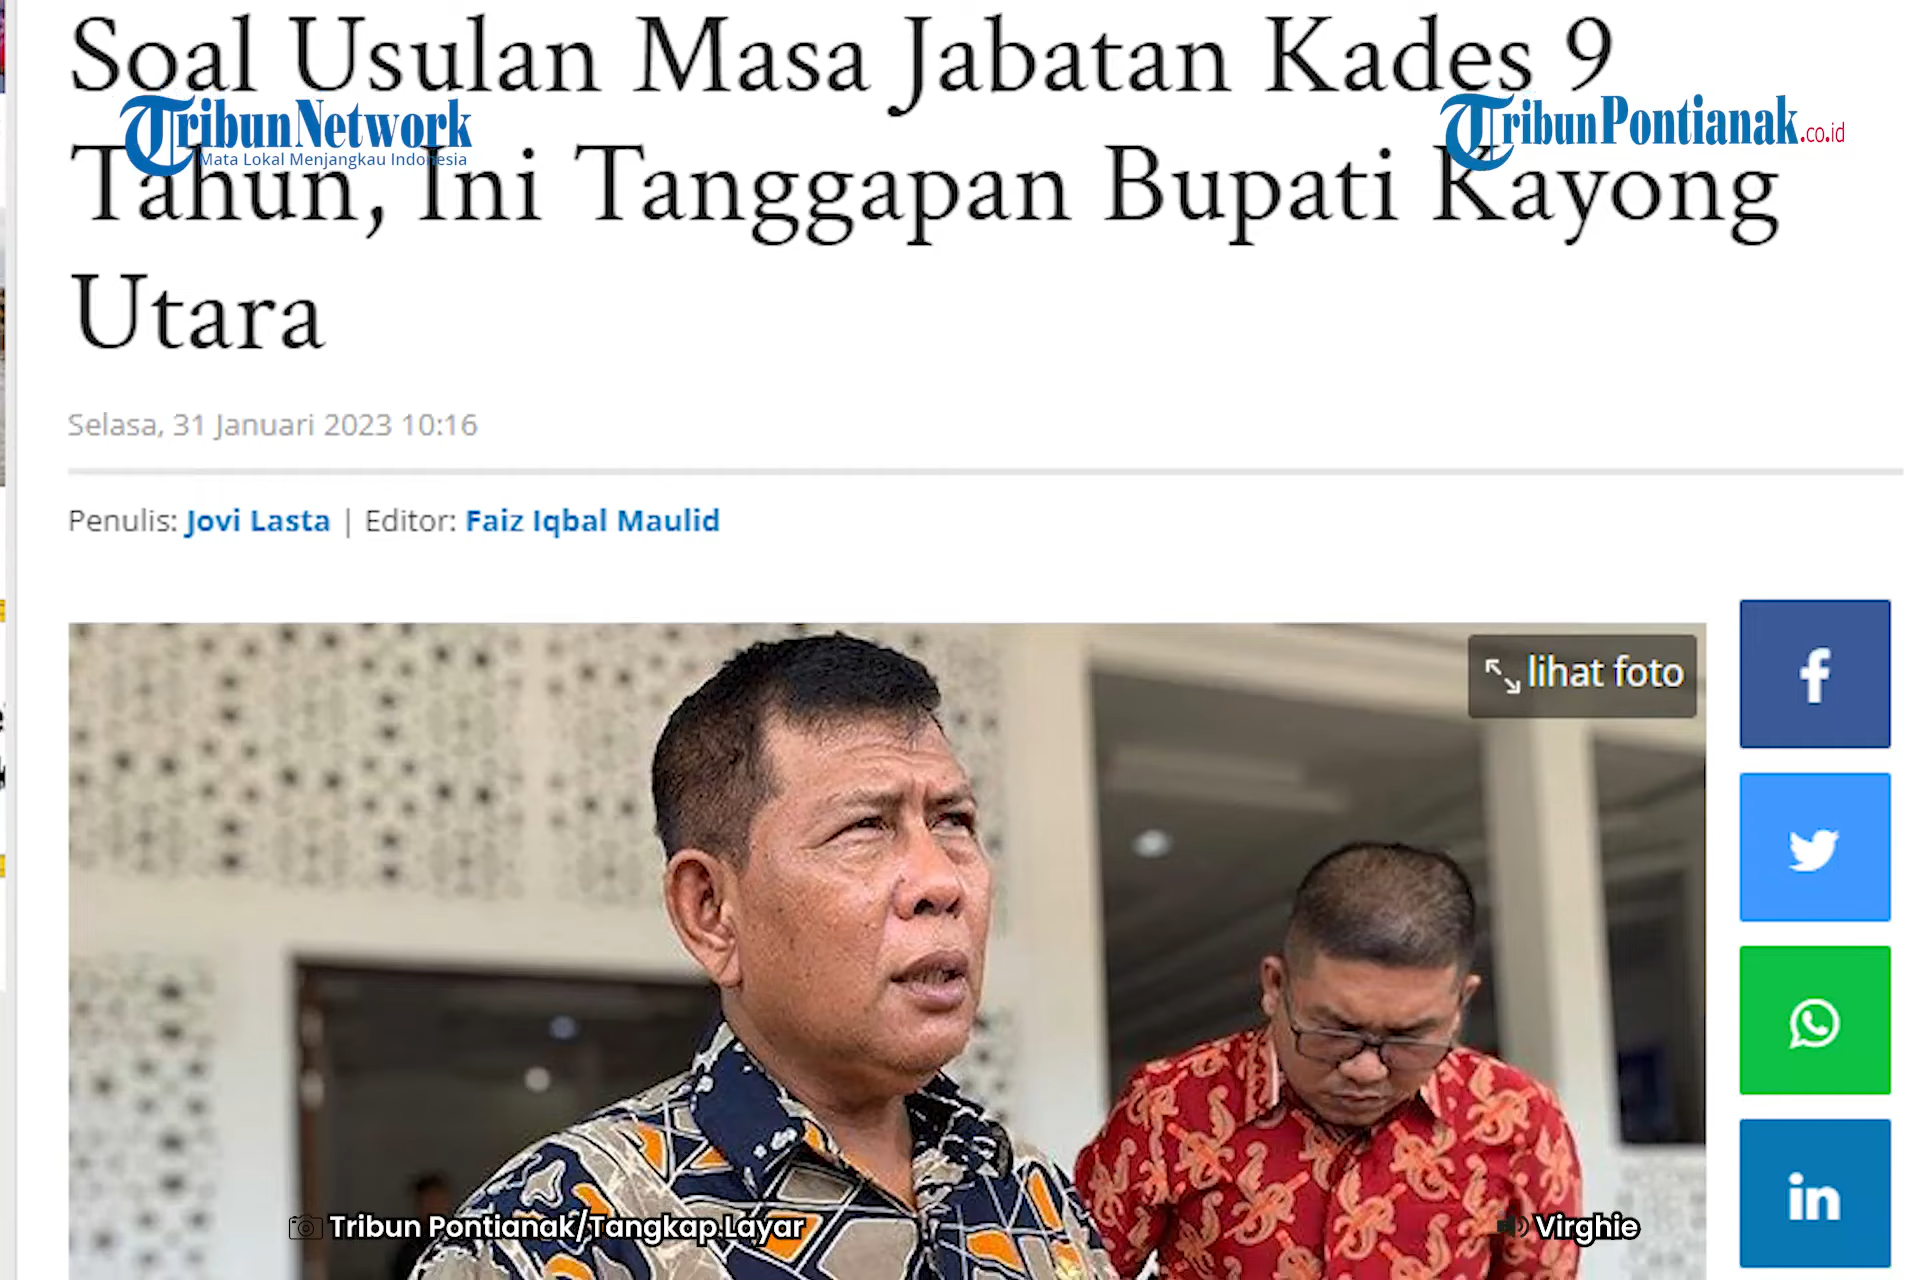 Soal Usulan Masa Jabatan Kades 9
TribunNetwork
Mata Lokal Menjangkau Indonesia
TribunPontianak.co.id
Tahun, Ini Tanggapan Bupati Kayong
Utara
Selasa, 31 Januari 2023 10:16
Penulis: Jovi Lasta | Editor: Faiz Iqbal Maulid
lihat foto
f
in
Tribun Pontianak/Tangkap Layar
Virghie